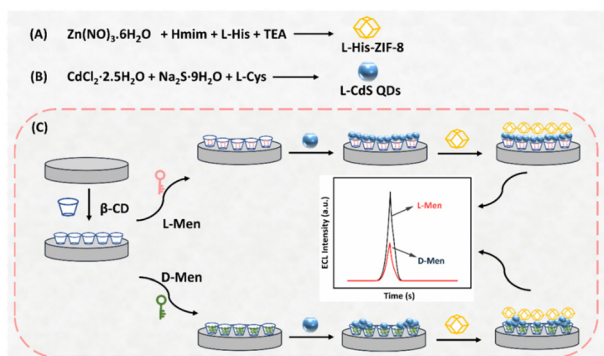 (A) Zn(NO)₃.6H₂O + Hmim + L-His + TEA
L-His-ZIF-8
(B) CdCl₂·2.5H₂O + Na₂S·9H₂O + L-Cys
L-CdS QDs
(C)
β-CD
L-Men
D-Men
ECL Intensity (a.u.)
L-Men
D-Men
Time (s)